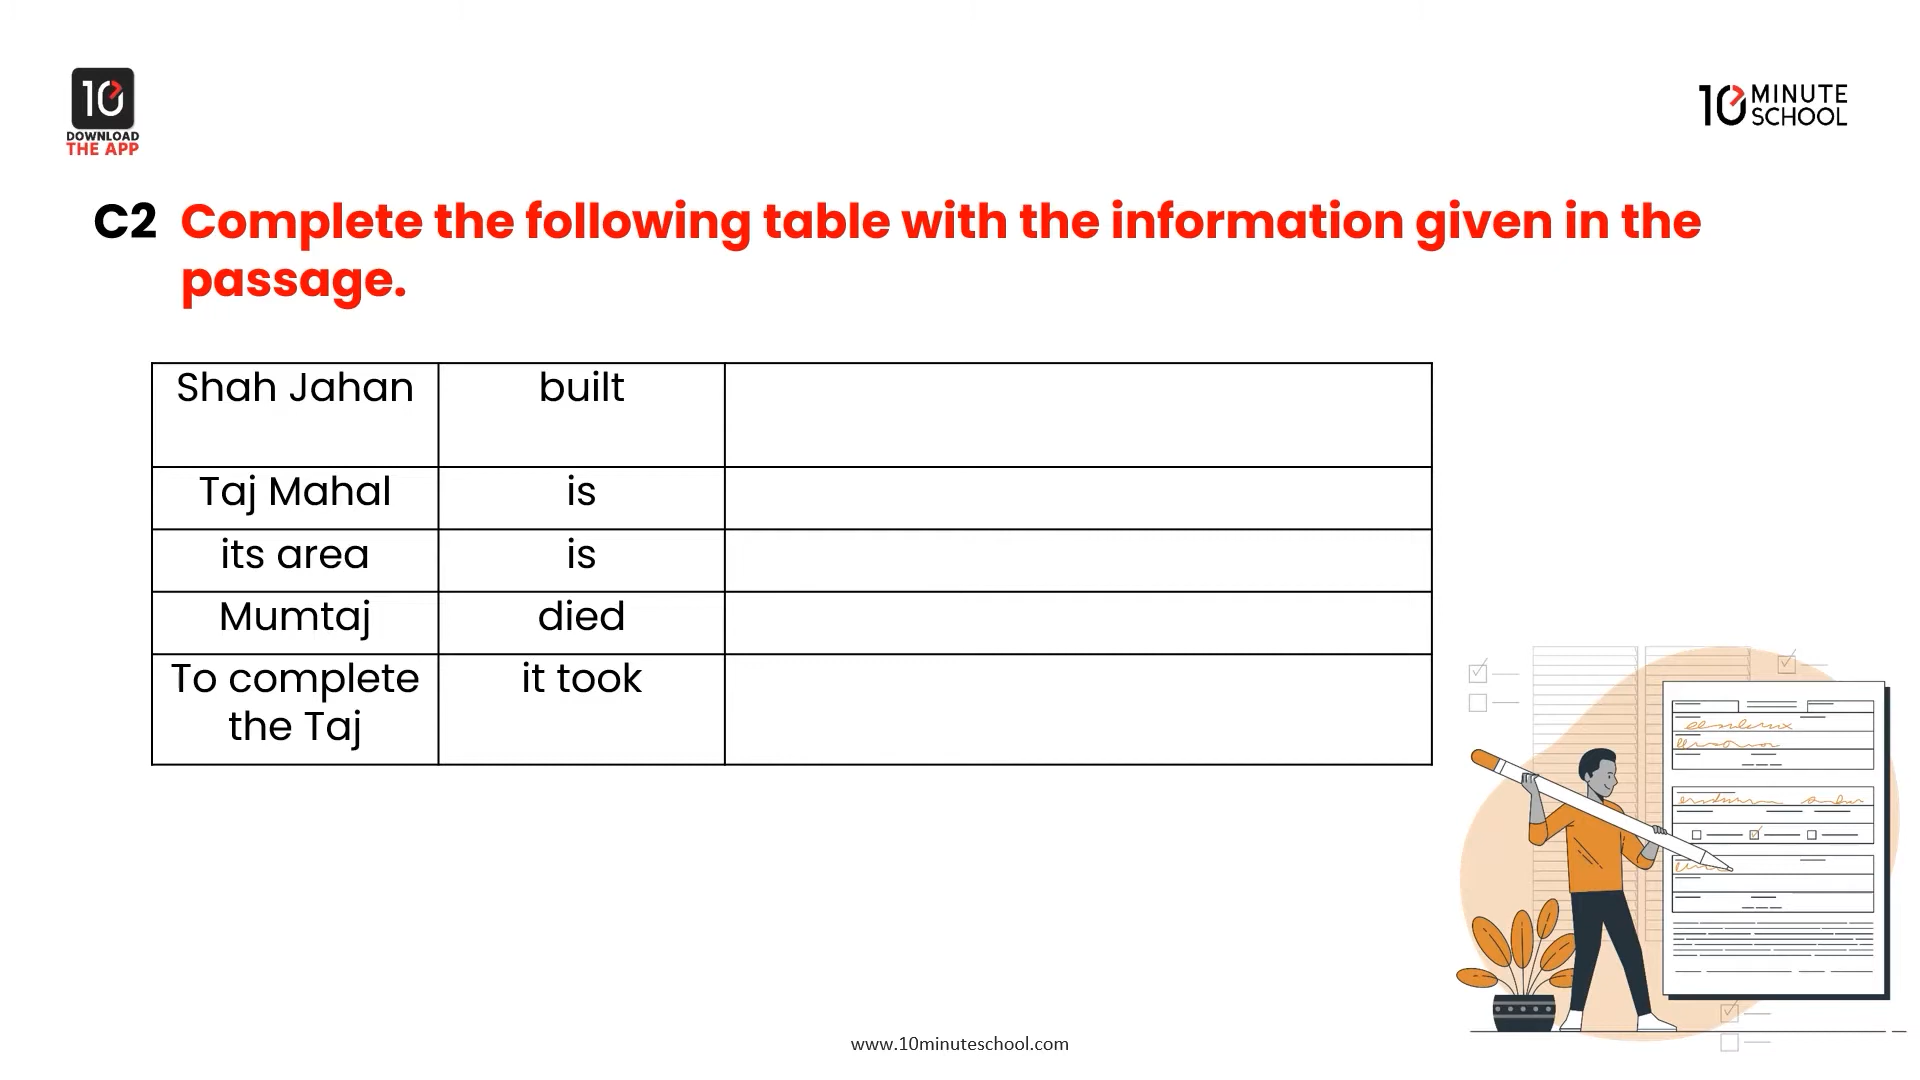 10
DOWNLOAD
THE APP
10 MINUTE
SCHOOL
C2 Complete the following table with the information given in the
passage.
Shah Jahan built
Taj Mahal is
its area is
Mumtaj died
To complete it took
the Taj
www.10minuteschool.com